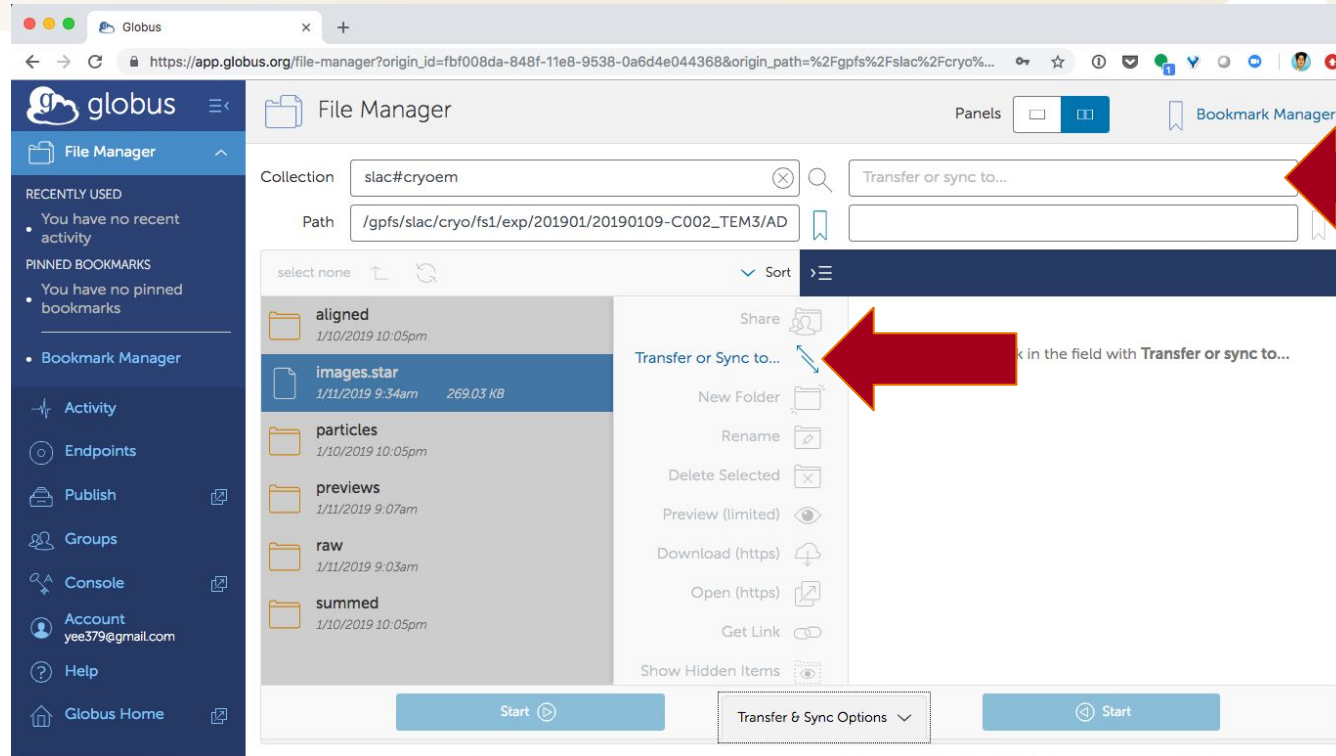 Globus
https://app.globus.org/file-manager?origin_id=fbf008da-848f-11e8-9538-0a6d4e044368&origin_path=%2Fgpfs%2Fslac%2Fcryo%...
globus
File Manager
Panels
Bookmark Manager
File Manager
RECENTLY USED
You have no recent
activity
PINNED BOOKMARKS
You have no pinned
bookmarks
Bookmark Manager
Activity
Endpoints
Publish
Groups
Console
Account
yee379@gmail.com
Help
Globus Home
Collection
slac#cryoem
Transfer or sync to...
Path
/gpfs/slac/cryo/fs1/exp/201901/20190109-C002_TEM3/AD
select none
Sort
aligned
1/10/2019 10:05pm
images.star
1/11/2019 9:34am 269.03 KB
particles
1/10/2019 10:05pm
previews
1/11/2019 9:07am
raw
1/11/2019 9:03am
summed
1/10/2019 10:05pm
Share
Transfer or Sync to...
New Folder
Rename
Delete Selected
Preview (limited)
Download (https)
Open (https)
Get Link
Show Hidden Items
in the field with Transfer or sync to...
Start
Transfer & Sync Options
Start